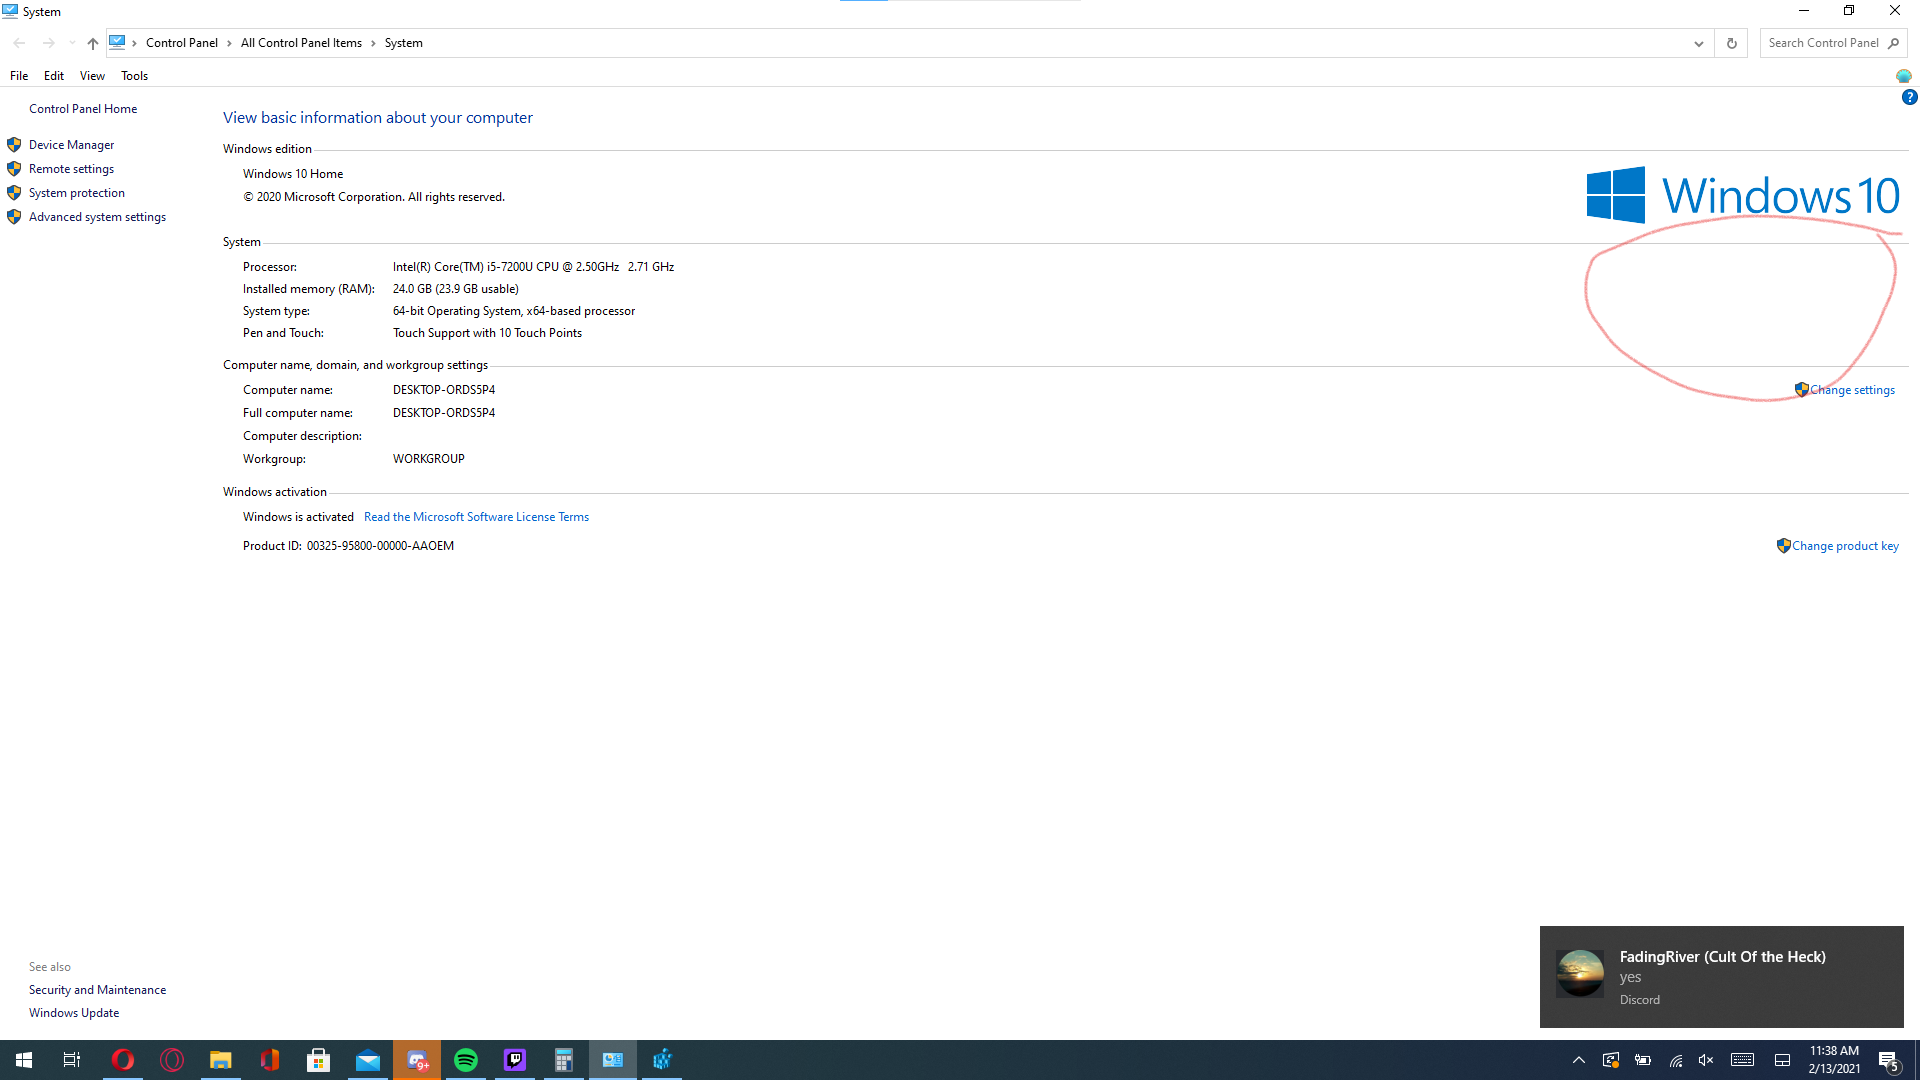 System
Control Panel > All Control Panel Items > System
Search Control Panel
File Edit View Tools
?
Control Panel Home
Device Manager
Remote settings
System protection
Advanced system settings
View basic information about your computer
Windows edition
Windows 10 Home
© 2020 Microsoft Corporation. All rights reserved.
Windows 10
System
Processor: Intel(R) Core(TM) i5-7200U CPU @ 2.50GHz 2.71 GHz
Installed memory (RAM): 24.0 GB (23.9 GB usable)
System type: 64-bit Operating System, x64-based processor
Pen and Touch: Touch Support with 10 Touch Points
Computer name, domain, and workgroup settings
Computer name: DESKTOP-ORDS5P4
Change settings
Full computer name: DESKTOP-ORDS5P4
Computer description:
Workgroup: WORKGROUP
Windows activation
Windows is activated Read the Microsoft Software License Terms
Product ID: 00325-95800-00000-AAOEM
Change product key
See also
Security and Maintenance
Windows Update
FadingRiver (Cult Of the Heck)
yes
Discord
9+
11:38 AM
2/13/2021
5